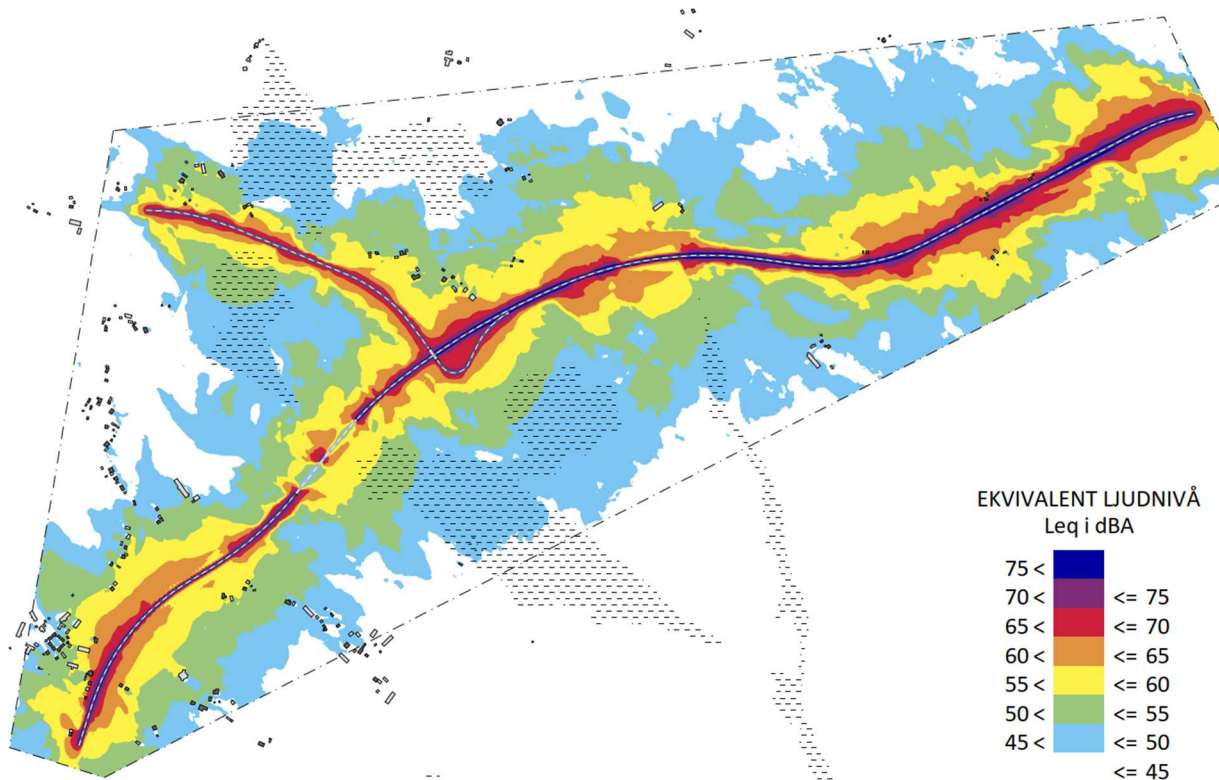 EKVIVALENT LJUDNIVÅ
Leq i dBA
75 <
70 < <= 75
65 < <= 70
60 < <= 65
55 < <= 60
50 < <= 55
45 < <= 50
<= 45